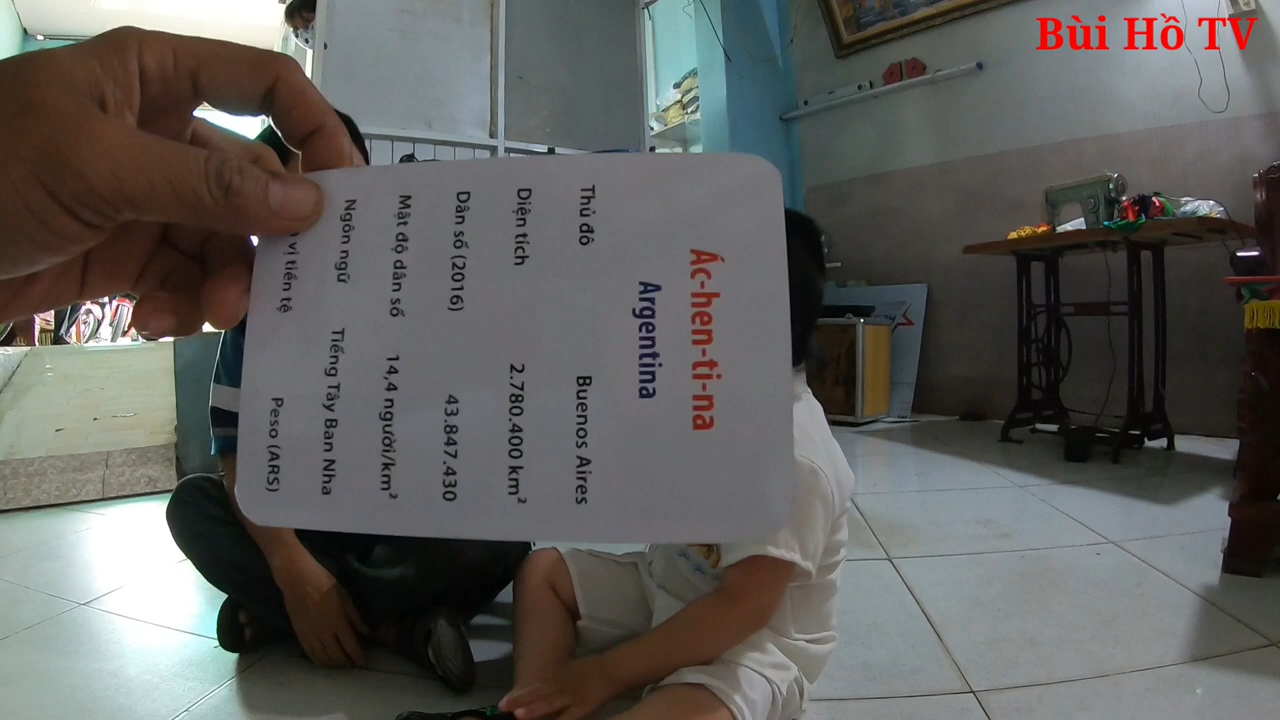 Bùi Hồ TV
Ác-hen-ti-na
Argentina
Thủ đô Buenos Aires
Diện tích 2.780.400 km²
Dân số (2016) 43.847.430
Mật độ dân số 14,4 người/km²
Ngôn ngữ Tiếng Tây Ban Nha
vị tiền tệ Peso (ARS)